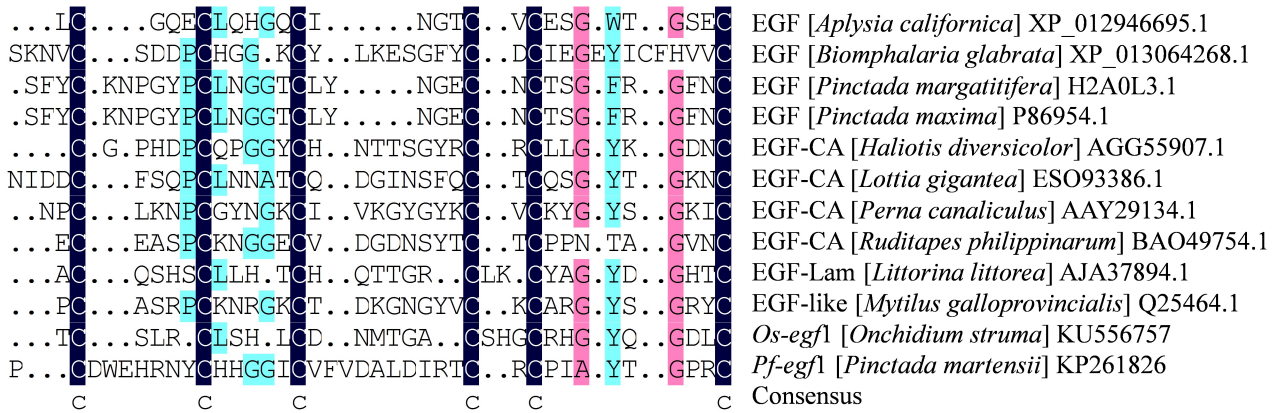 ...LC....GQECLQHGQCI......NGTC..VCESG.WT..GSEC EGF [Aplysia californica] XP_012946695.1
SKNVC...SDDPCHGG.KCY..LKESGFYC..DCIEGEYICFHVVC EGF [Biomphalaria glabrata] XP_013064268.1
.SFYC.KNPGYPCLNGGTCLY.....NGEC..NCTSG.FR..GFNC EGF [Pinctada margatitifera] H2A0L3.1
.SFYC.KNPGYPCLNGGTCLY.....NGEC..NCTSG.FR..GFNC EGF [Pinctada maxima] P86954.1
....C.G.PHDPCQPGGYCH..NTTSGYRC..RCLLG.YK..GDNC EGF-CA [Haliotis diversicolor] AGG55907.1
NIDDC...FSQPCLNNATCQ..DGINSFQC..TCQSG.YT..GKNC EGF-CA [Lottia gigantea] ESO93386.1
..NPC...LKNPCGYNGKCI..VKGYGYKC..VCKYG.YS..GKIC EGF-CA [Perna canaliculus] AAY29134.1
...EC...EASPCKNGGECV..DGDNSYTC..TCPPN.TA..GVNC EGF-CA [Ruditapes philippinarum] BAO49754.1
...AC...QSHSCLLH.TCH..QTTGR..CLK.CYAG.YD..GHTC EGF-Lam [Littorina littorea] AJA37894.1
...PC...ASRPCKNRGKCT..DKGNGYVC..KCARG.YS..GRYC EGF-like [Mytilus galloprovincialis] Q25464.1
...TC...SLR.CLSH.LCD..NMTGA..CSHGCRHG.YQ..GDLC Os-egf1 [Onchidium struma] KU556757
P...CDWEHRNYCHHGGICVFVDALDIRTC..RCPIA.YT..GPRC Pf-egf1 [Pinctada martensii] KP261826
c c c c c c Consensus